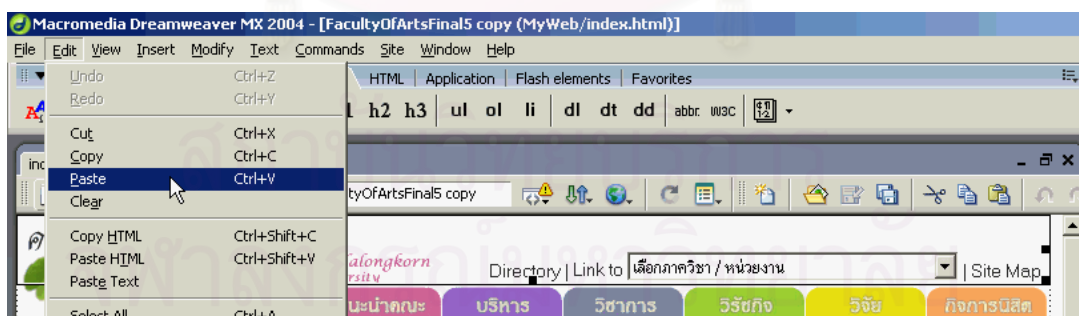 Macromedia Dreamweaver MX 2004 - [FacultyOfArtsFinal5 copy (MyWeb/index.html)]
File Edit View Insert Modify Text Commands Site Window Help
Undo Ctrl+Z HTML Application Flash elements Favorites
Redo Ctrl+Y h2 h3 ul ol li dl dt dd abbr. W3C
Cut Ctrl+X
Copy Ctrl+C
Paste Ctrl+V
Clear
Copy HTML Ctrl+Shift+C
Paste HTML Ctrl+Shift+V
Directory | Link to เลือกภาควิชา / หน่วยงาน | Site Map
Paste Text
Select All Ctrl+A
บริหาร วิชาการ วิรัชกิจ วิจัย กิจการนิสิต